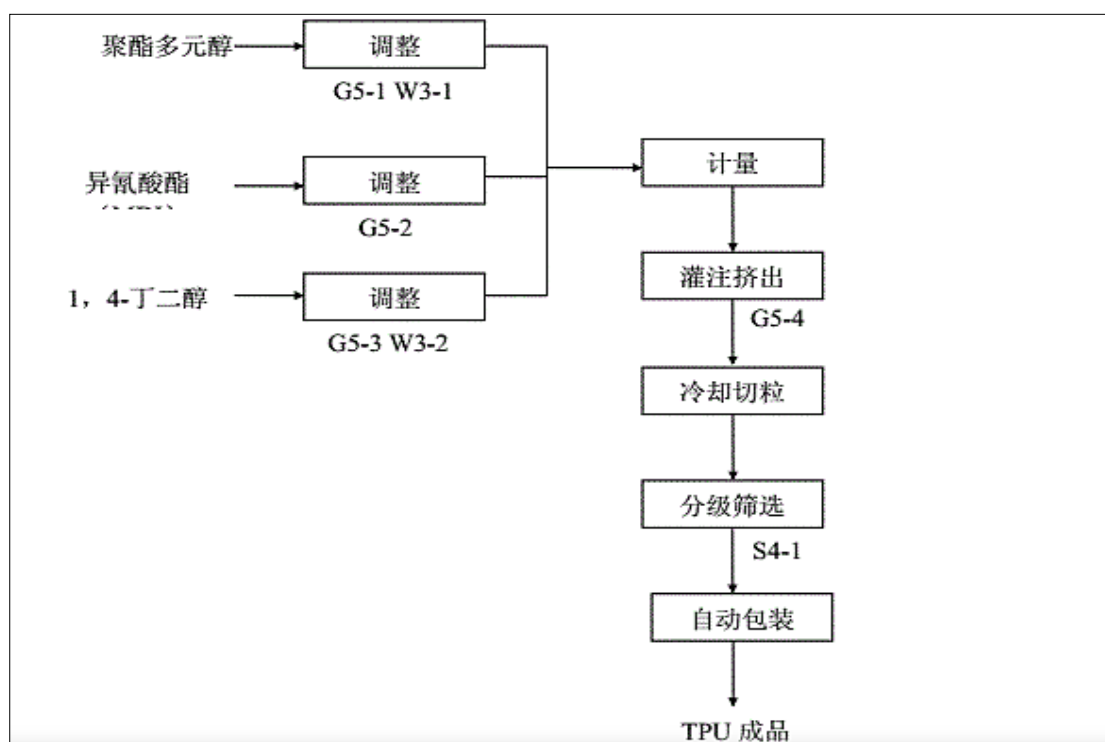 聚酯多元醇
调整
G5-1 W3-1
异氰酸酯
调整
G5-2
1，4-丁二醇
调整
G5-3 W3-2
计量
灌注挤出
G5-4
冷却切粒
分级筛选
S4-1
自动包装
TPU 成品